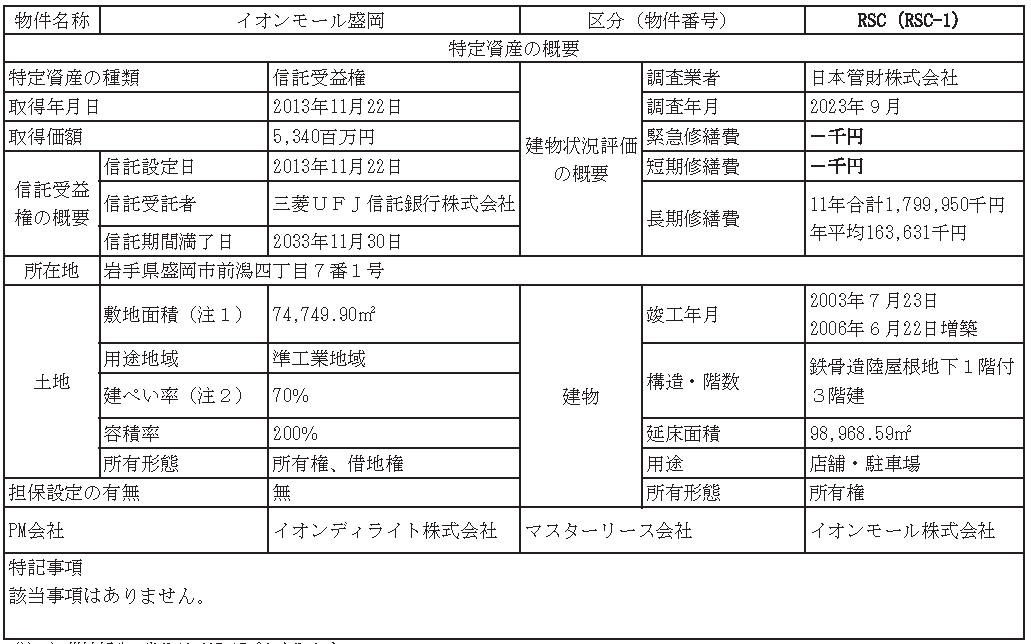 物件名称 イオンモール盛岡 区分（物件番号） RSC（RSC-1）
特定資産の概要
特定資産の種類 信託受益権 調査業者 日本管財株式会社
取得年月日 2013年11月22日 調査年月 2023年９月
取得価額 5,340百万円 建物状況評価の概要 緊急修繕費 －千円
信託受益権の概要 信託設定日 2013年11月22日 短期修繕費 －千円
信託受託者 三菱ＵＦＪ信託銀行株式会社 長期修繕費 11年合計1,799,950千円
年平均163,631千円
信託期間満了日 2033年11月30日
所在地 岩手県盛岡市前潟四丁目７番１号
土地 敷地面積（注１） 74,749.90㎡ 建物 竣工年月 2003年７月23日
2006年６月22日増築
用途地域 準工業地域 構造・階数 鉄骨造陸屋根地下１階付
３階建
建ぺい率（注２） 70%
容積率 200% 延床面積 98,968.59㎡
所有形態 所有権、借地権 用途 店舗・駐車場
担保設定の有無 無 所有形態 所有権
PM会社 イオンディライト株式会社 マスターリース会社 イオンモール株式会社
特記事項
該当事項はありません。